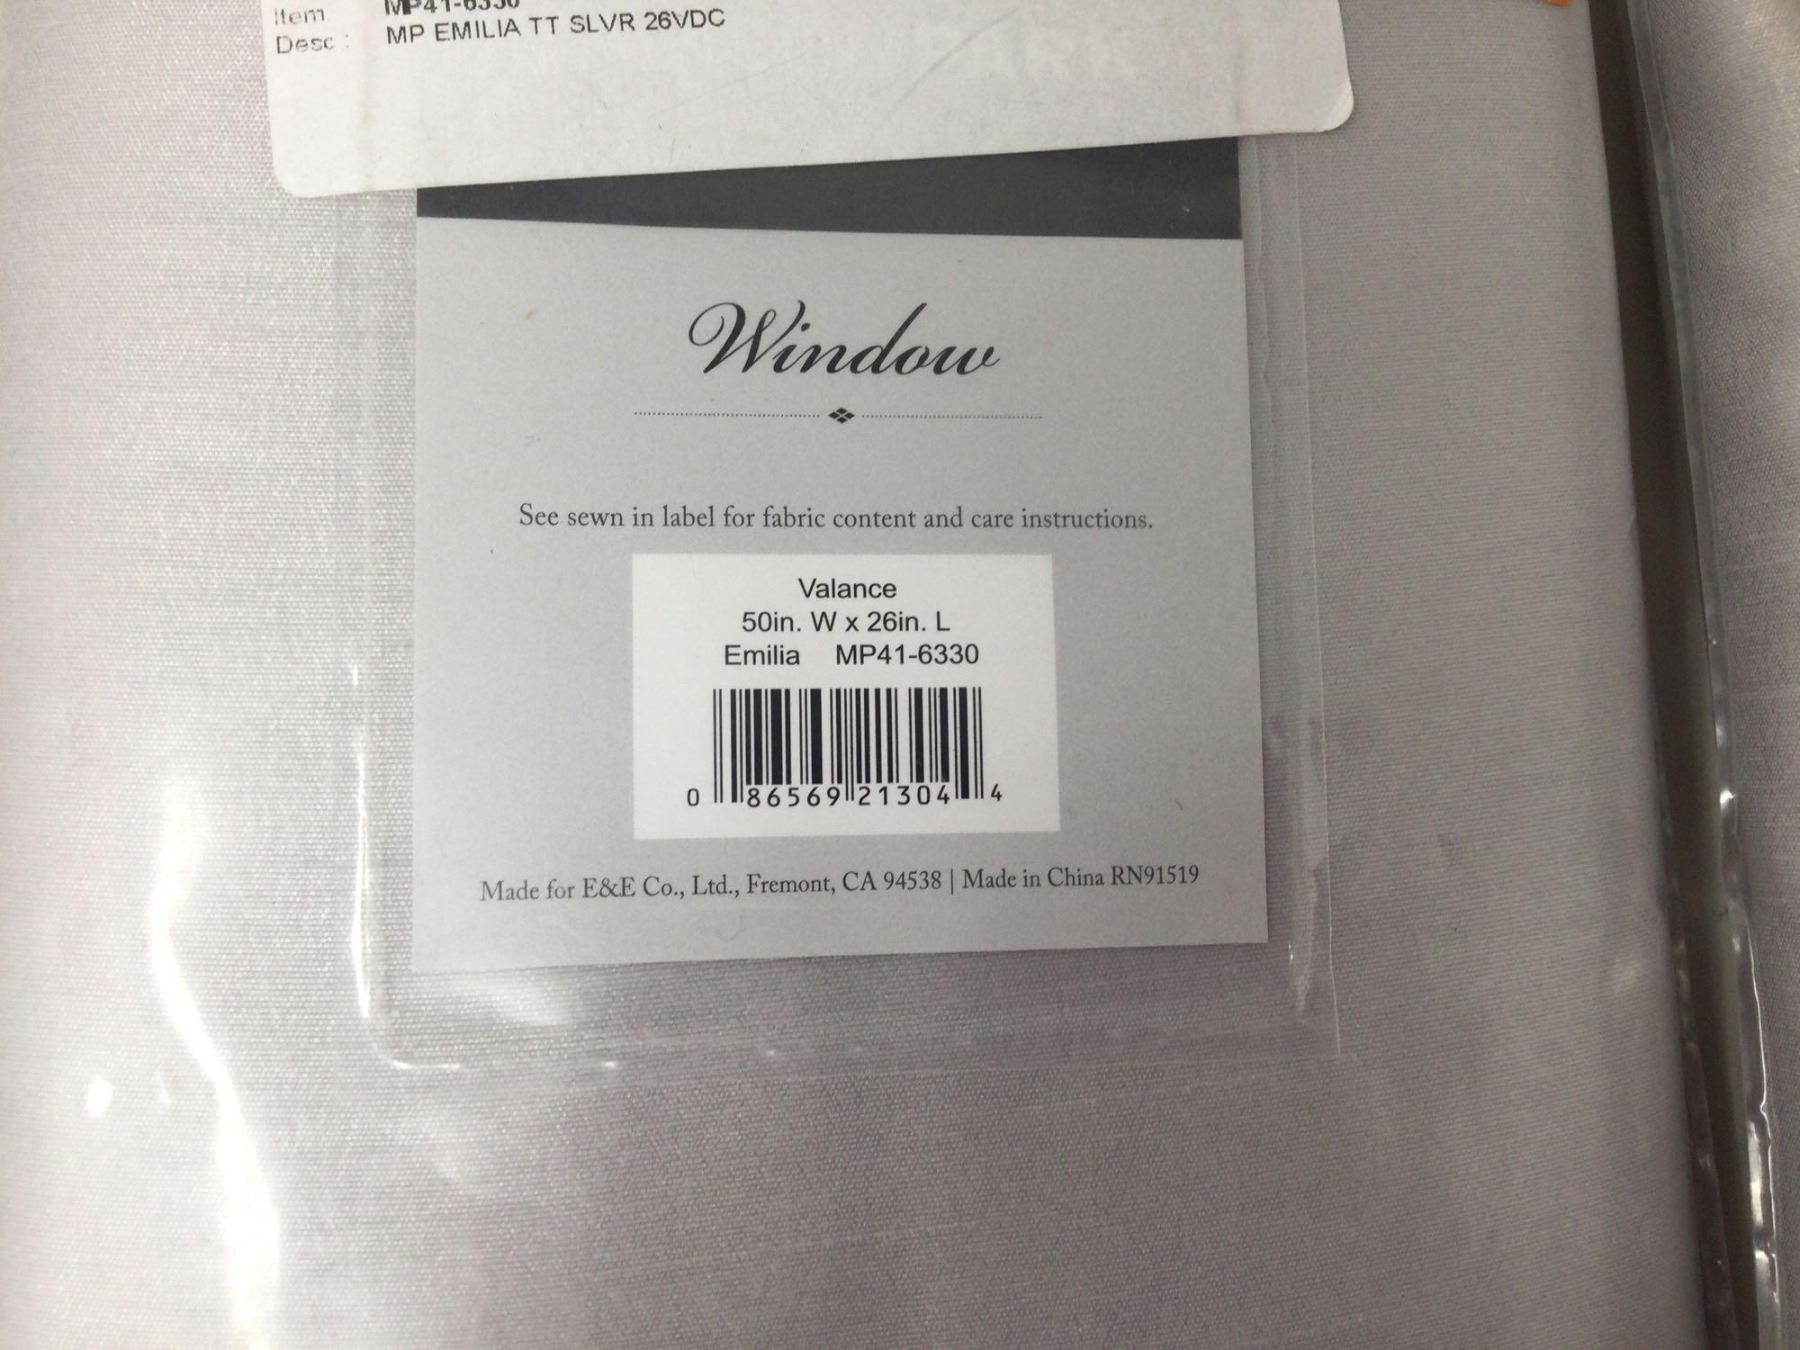 Item MP41-6330
Desc : MP EMILIA TT SLVR 26VDC
Window
See sewn in label for fabric content and care instructions.
Valance
50in. W x 26in. L
Emilia MP41-6330
0 86569 21304 4
Made for E&E Co., Ltd., Fremont, CA 94538 | Made in China RN91519